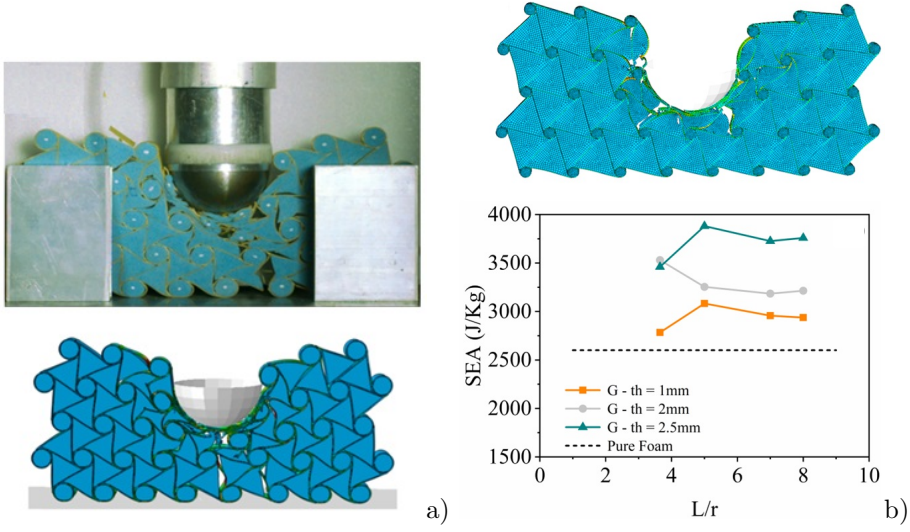 a)
4000
3500
3000
2500
2000
1500
SEA (J/Kg)
G - th = 1mm
G - th = 2mm
G - th = 2.5mm
Pure Foam
0 2 4 6 8 10
L/r
b)